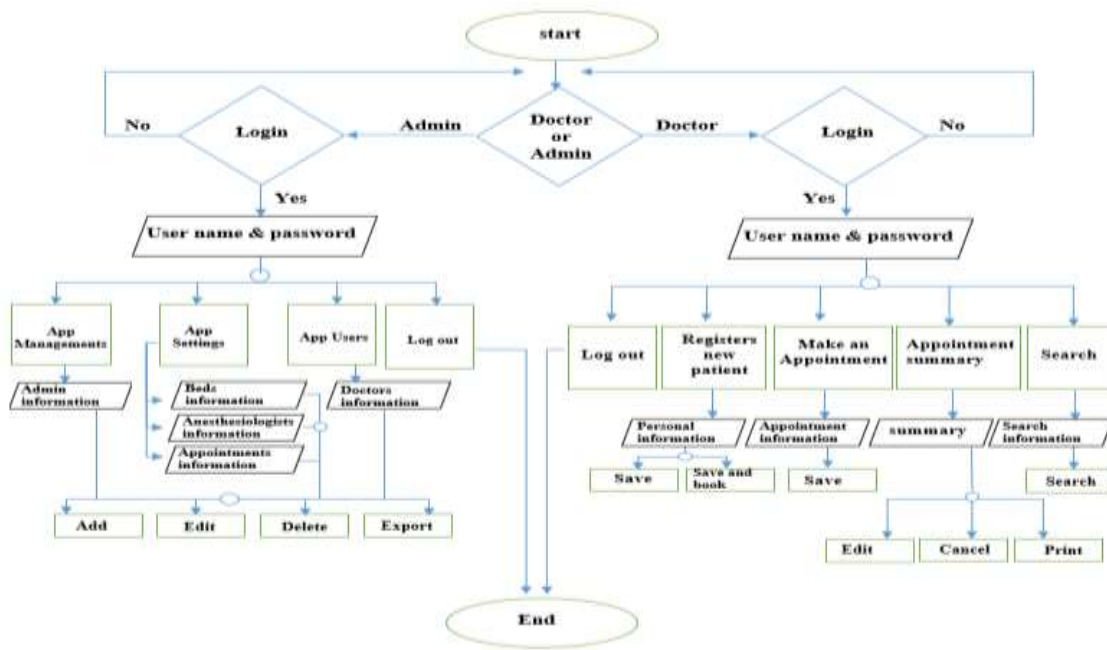 start
No
Login
Admin
Doctor
or
Admin
Doctor
Login
No
Yes
Yes
User name & password
User name & password
App
Managements
App
Settings
App Users
Log out
Log out
Registers
new
patient
Make an
Appointment
Appointment
summary
Search
Admin
information
Beds
information
Anesthesiologists
information
Appointments
information
Doctors
information
Personal
information
Appointment
information
summary
Search
information
Save
Save and
book
Save
Search
Add
Edit
Delete
Export
Edit
Cancel
Print
End